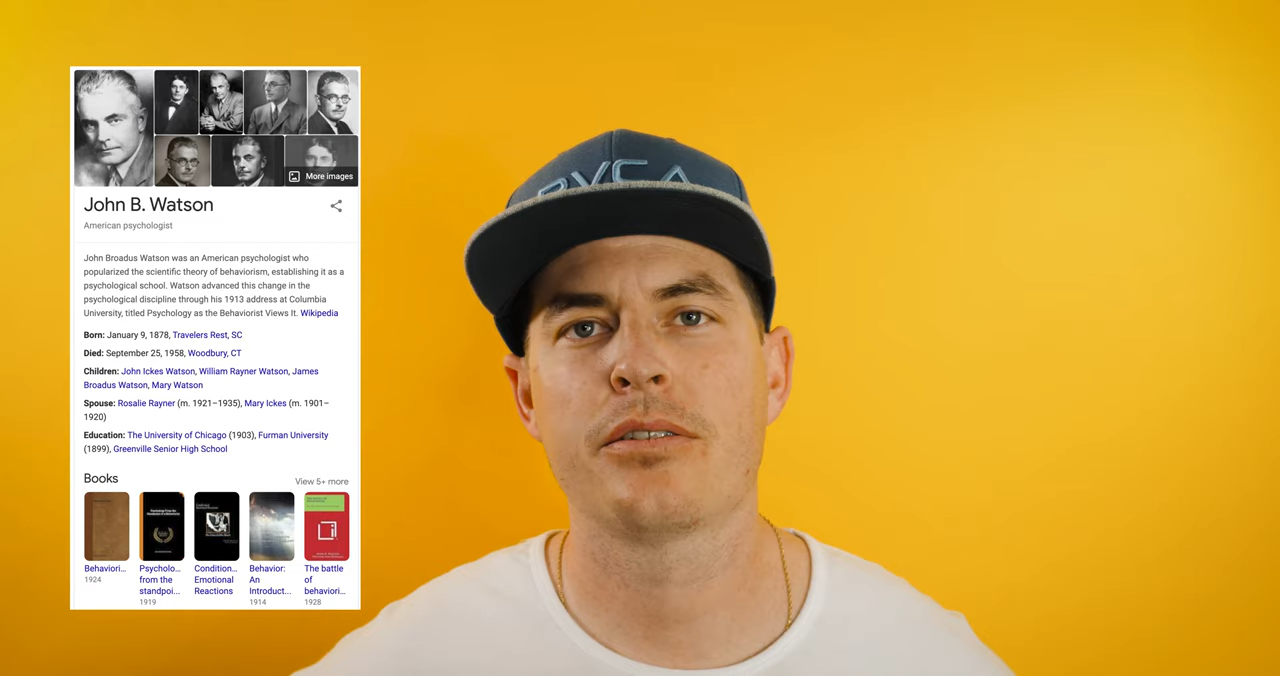 More images
John B. Watson
American psychologist
John Broadus Watson was an American psychologist who
popularized the scientific theory of behaviorism, establishing it as a
psychological school. Watson advanced this change in the
psychological discipline through his 1913 address at Columbia
University, titled Psychology as the Behaviorist Views It. Wikipedia
Born: January 9, 1878, Travelers Rest, SC
Died: September 25, 1958, Woodbury, CT
Children: John Ickes Watson, William Rayner Watson, James
Broadus Watson, Mary Watson
Spouse: Rosalie Rayner (m. 1921–1935), Mary Ickes (m. 1901–
1920)
Education: The University of Chicago (1903), Furman University
(1899), Greenville Senior High School
Books
View 5+ more
Behaviori...
1924
Psycholo...
from the
standpoi...
1919
Condition...
Emotional
Reactions
Behavior:
An
Introduct...
1914
The battle
of
behaviori...
1928
RVCA